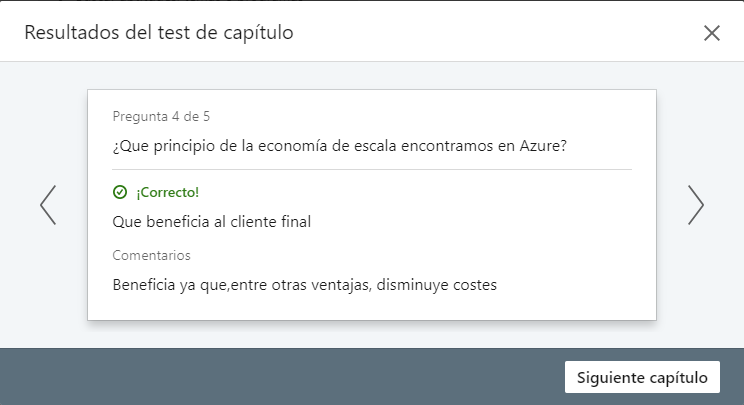 Resultados del test de capítulo
Pregunta 4 de 5
¿Que principio de la economía de escala encontramos en Azure?
¡Correcto!
Que beneficia al cliente final
Comentarios
Beneficia ya que,entre otras ventajas, disminuye costes
Siguiente capítulo